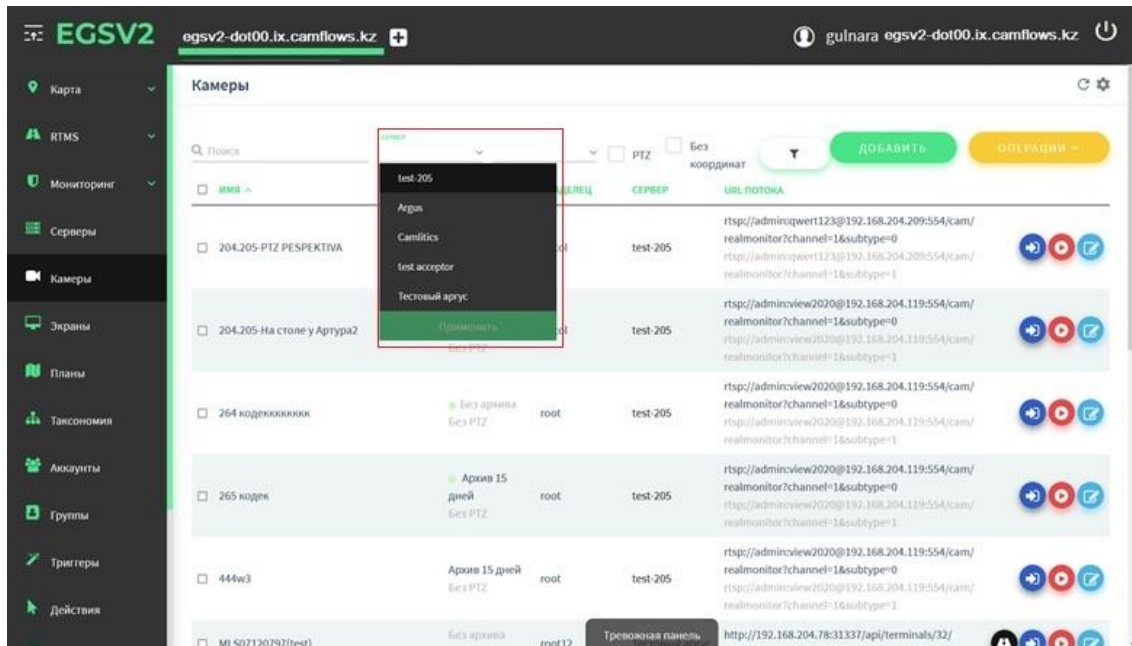 EGSV2
egsv2-dot00.ix.camflows.kz
gulnara egsv2-dot00.ix.camflows.kz
Карта
RTMS
Мониторинг
Серверы
Камеры
Экраны
Планы
Таксономия
Аккаунты
Группы
Триггеры
Действия
Камеры
Поиск
СЕРВЕР
PTZ
Без координат
ДОБАВИТЬ
ОПЕРАЦИИ
test-205
Argus
Camlitics
test acceptor
Тестовый аргус
Применить
ИМЯ
СЕРВЕР
URL ПОТОКА
204.205-PTZ PESPEKTIVA
test-205
rtsp://admin:qwert123@192.168.204.209:554/cam/
realmonitor?channel=1&subtype=0
rtsp://admin:qwert123@192.168.204.209:554/cam/
realmonitor?channel=1&subtype=1
204.205-На столе у Артура2
Без PTZ
test-205
rtsp://admin:view2020@192.168.204.119:554/cam/
realmonitor?channel=1&subtype=0
rtsp://admin:view2020@192.168.204.119:554/cam/
realmonitor?channel=1&subtype=1
264 кодеккккккк
Без архива
Без PTZ
root
test-205
rtsp://admin:view2020@192.168.204.119:554/cam/
realmonitor?channel=1&subtype=0
rtsp://admin:view2020@192.168.204.119:554/cam/
realmonitor?channel=1&subtype=1
265 кодек
Архив 15
дней
Без PTZ
root
test-205
rtsp://admin:view2020@192.168.204.119:554/cam/
realmonitor?channel=1&subtype=0
rtsp://admin:view2020@192.168.204.119:554/cam/
realmonitor?channel=1&subtype=1
444w3
Архив 15 дней
Без PTZ
root
test-205
rtsp://admin:view2020@192.168.204.119:554/cam/
realmonitor?channel=1&subtype=0
rtsp://admin:view2020@192.168.204.119:554/cam/
realmonitor?channel=1&subtype=1
MLS07120797(test)
Без архива
root12
Тревожная панель
http://192.168.204.78:31337/api/terminals/32/